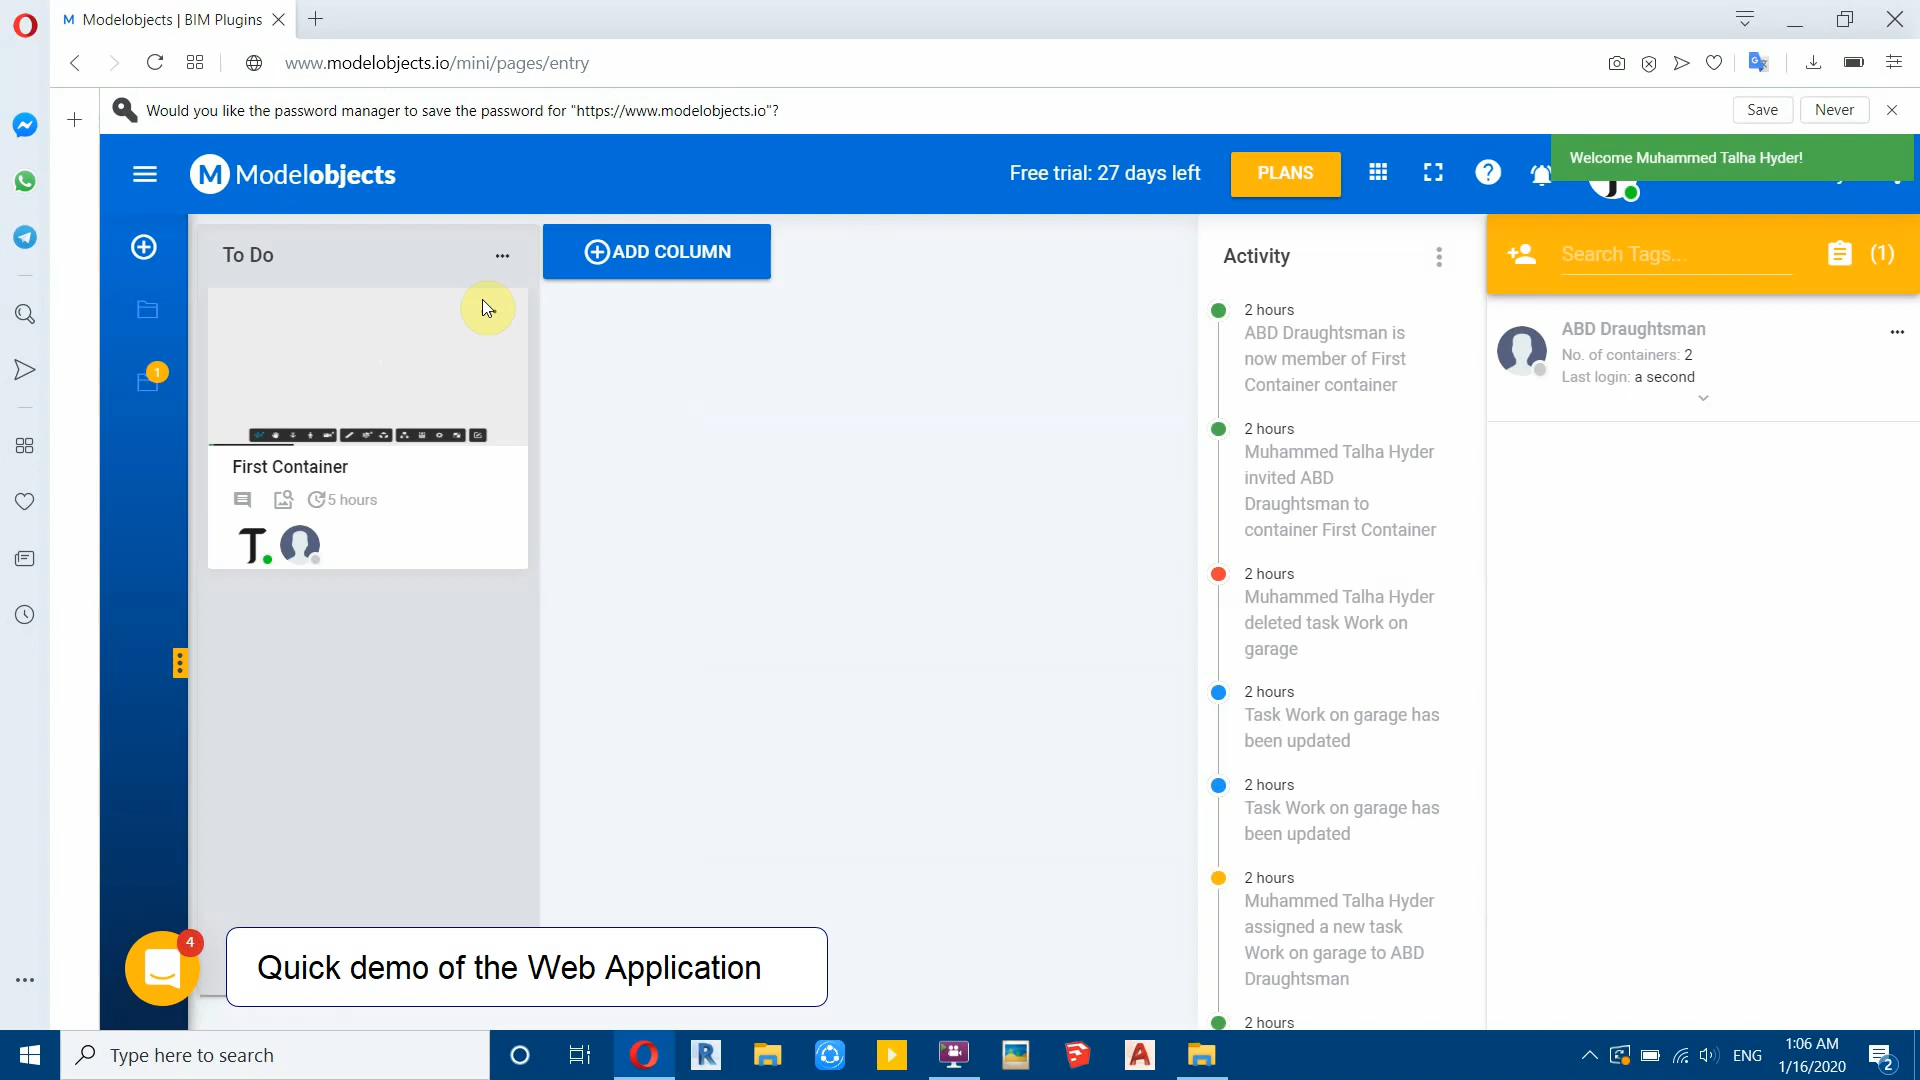 Modelobjects | BIM Plugins
www.modelobjects.io/mini/pages/entry
Would you like the password manager to save the password for "https://www.modelobjects.io"?
Save
Never
M Modelobjects
Free trial: 27 days left
PLANS
Welcome Muhammed Talha Hyder!
To Do
ADD COLUMN
Activity
Search Tags...
(1)
1
First Container
5 hours
T.
2 hours
ABD Draughtsman is
now member of First
Container container
2 hours
Muhammed Talha Hyder
invited ABD
Draughtsman to
container First Container
2 hours
Muhammed Talha Hyder
deleted task Work on
garage
2 hours
Task Work on garage has
been updated
2 hours
Task Work on garage has
been updated
2 hours
Muhammed Talha Hyder
assigned a new task
Work on garage to ABD
Draughtsman
2 hours
ABD Draughtsman
No. of containers: 2
Last login: a second
4
Quick demo of the Web Application
Type here to search
ENG
1:06 AM
1/16/2020
2